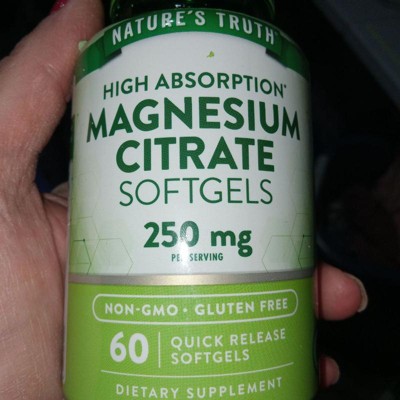 NATURE'S TRUTH
HIGH ABSORPTION*
MAGNESIUM
CITRATE
SOFTGELS
250 mg
PER SERVING
NON-GMO • GLUTEN FREE
60
QUICK RELEASE
SOFTGELS
DIETARY SUPPLEMENT